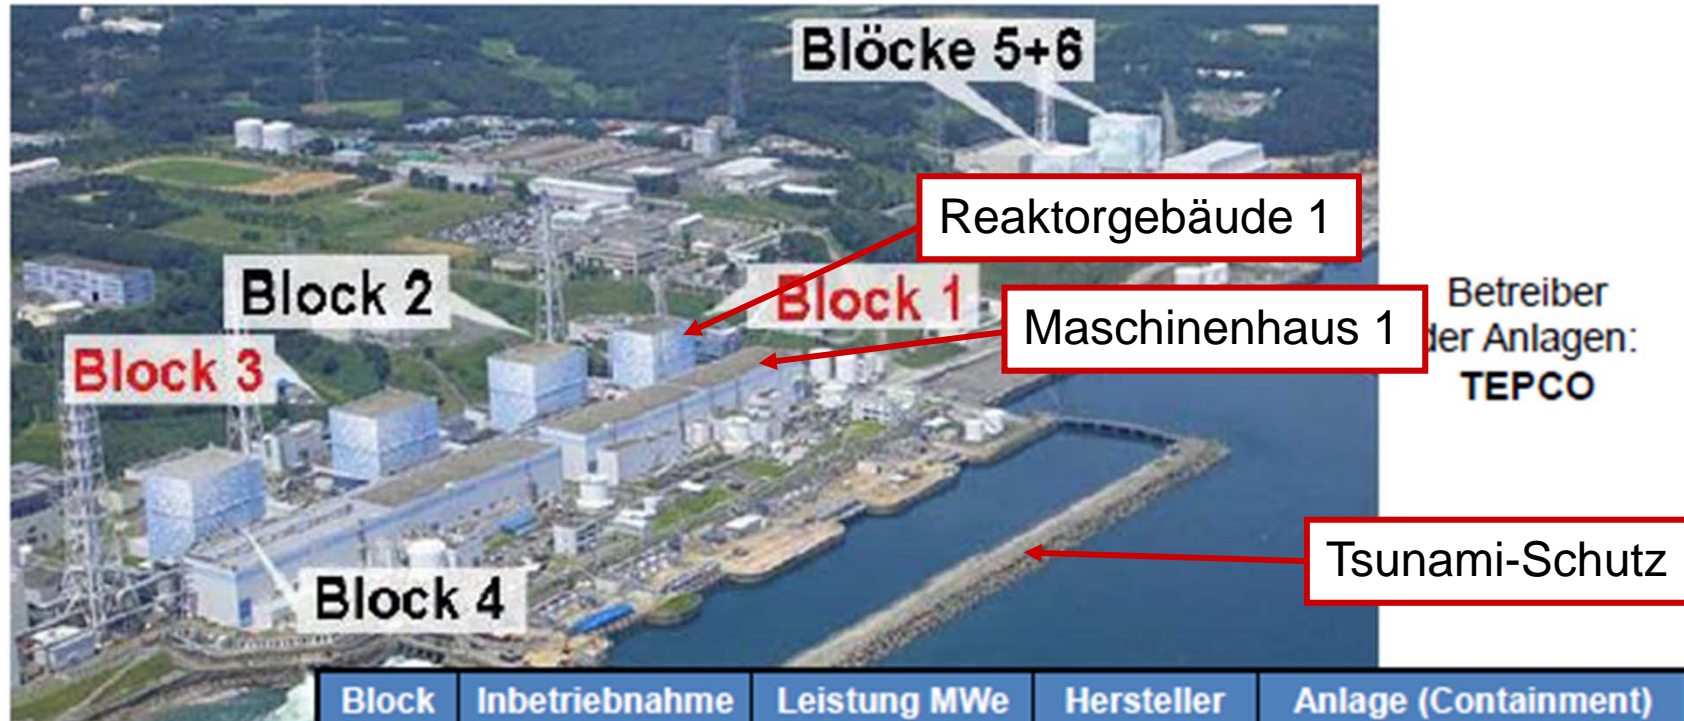 Blöcke 5+6
Reaktorgebäude 1
Block 2
Block 1
Maschinenhaus 1
Betreiber
der Anlagen:
TEPCO
Block 3
Tsunami-Schutz
Block 4
Block Inbetriebnahme Leistung MWe Hersteller Anlage (Containment)